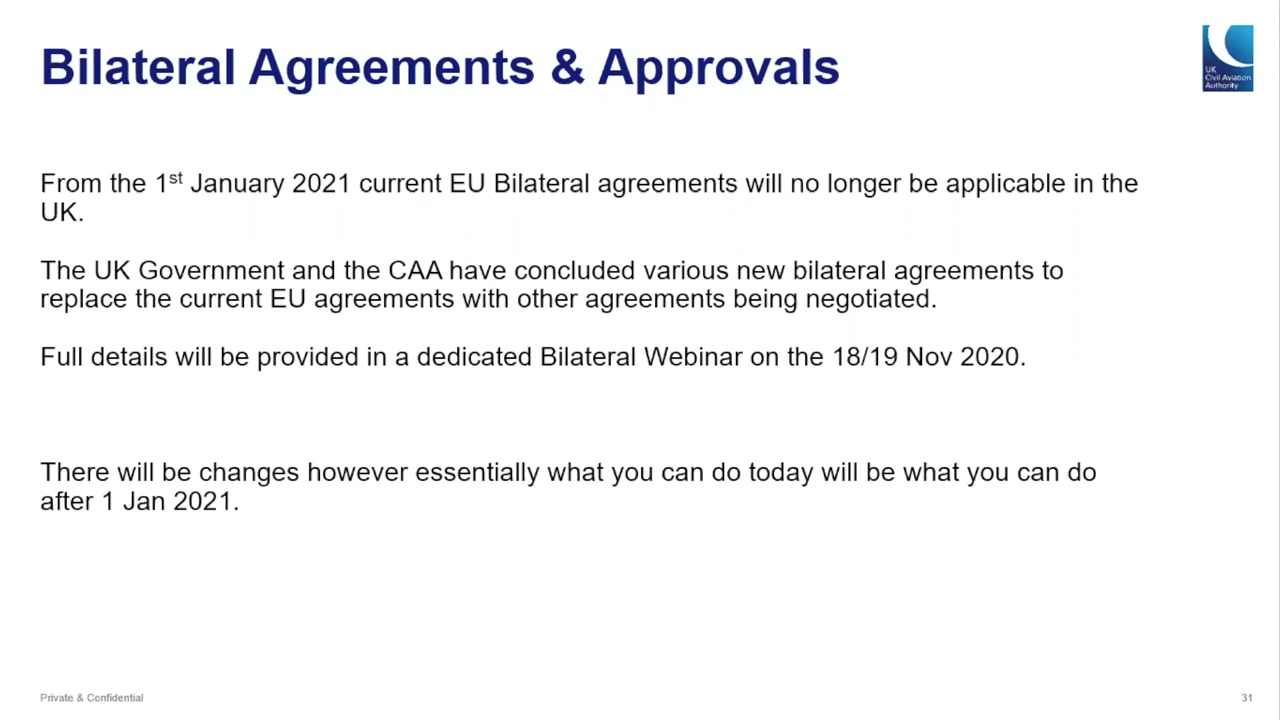 Bilateral Agreements & Approvals
UK
Civil Aviation
Authority
From the 1st January 2021 current EU Bilateral agreements will no longer be applicable in the
UK.
The UK Government and the CAA have concluded various new bilateral agreements to
replace the current EU agreements with other agreements being negotiated.
Full details will be provided in a dedicated Bilateral Webinar on the 18/19 Nov 2020.
There will be changes however essentially what you can do today will be what you can do
after 1 Jan 2021.
Private & Confidential
31